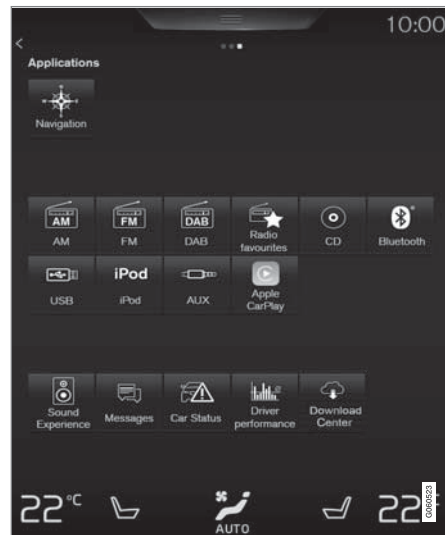 10:00
Applications
Navigation
AM
FM
DAB
AM
FM
DAB
Radio
favourites
CD
Bluetooth
iPod
USB
iPod
AUX
Apple
CarPlay
Sound
Experience
Messages
Car Status
Driver
performance
Download
Center
22°C
AUTO
22°
G060523